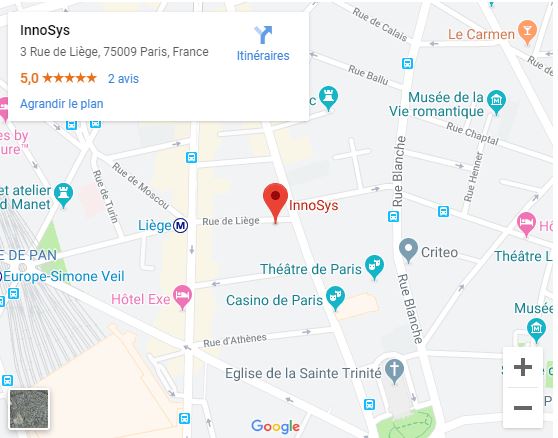 InnoSys
3 Rue de Liège, 75009 Paris, France
5,0
2 avis
Agrandir le plan
Itinéraires
Rue de Calais
Le Carmen
Rue Ballu
Musée de la
Vie romantique
Rue Chaptal
Rue Henner
Rue Blanche
et atelier
d Manet
Rue de Moscou
Rue de Turin
Liège
M
Rue de Liège
InnoSys
Criteo
Théâtre de Paris
Casino de Paris
E DE PAN
Europe-Simone Veil
Hôtel Exe
Rue Blanche
Rue d'Athènes
Eglise de la Sainte Trinité
Théâtre L
Musé
Google
+
−